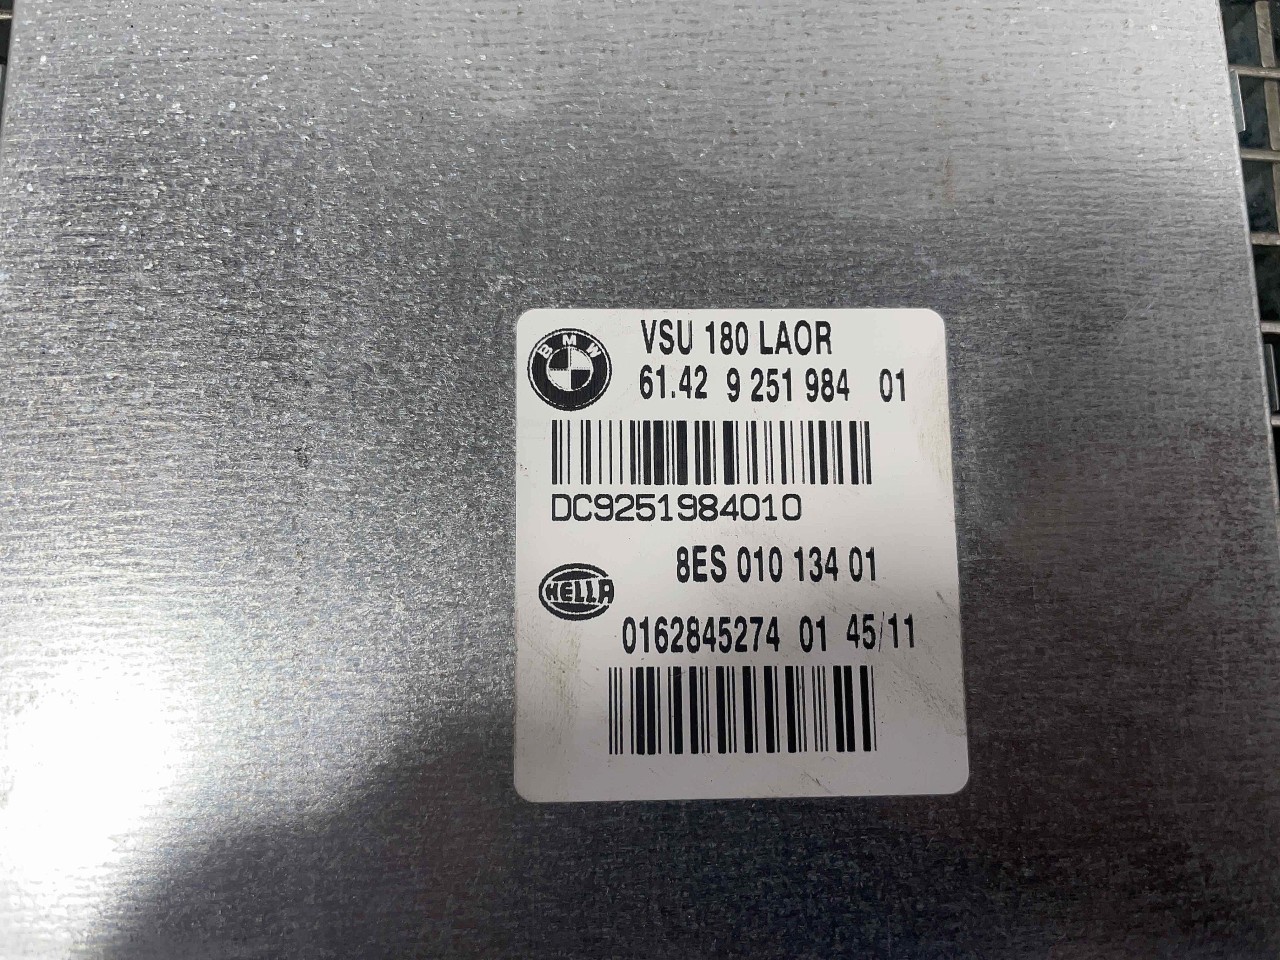 BMW
VSU 180 LAOR
61.42 9 251 984 01
DC9251984010
8ES 010 134 01
HELLA
0162845274 01 45/11